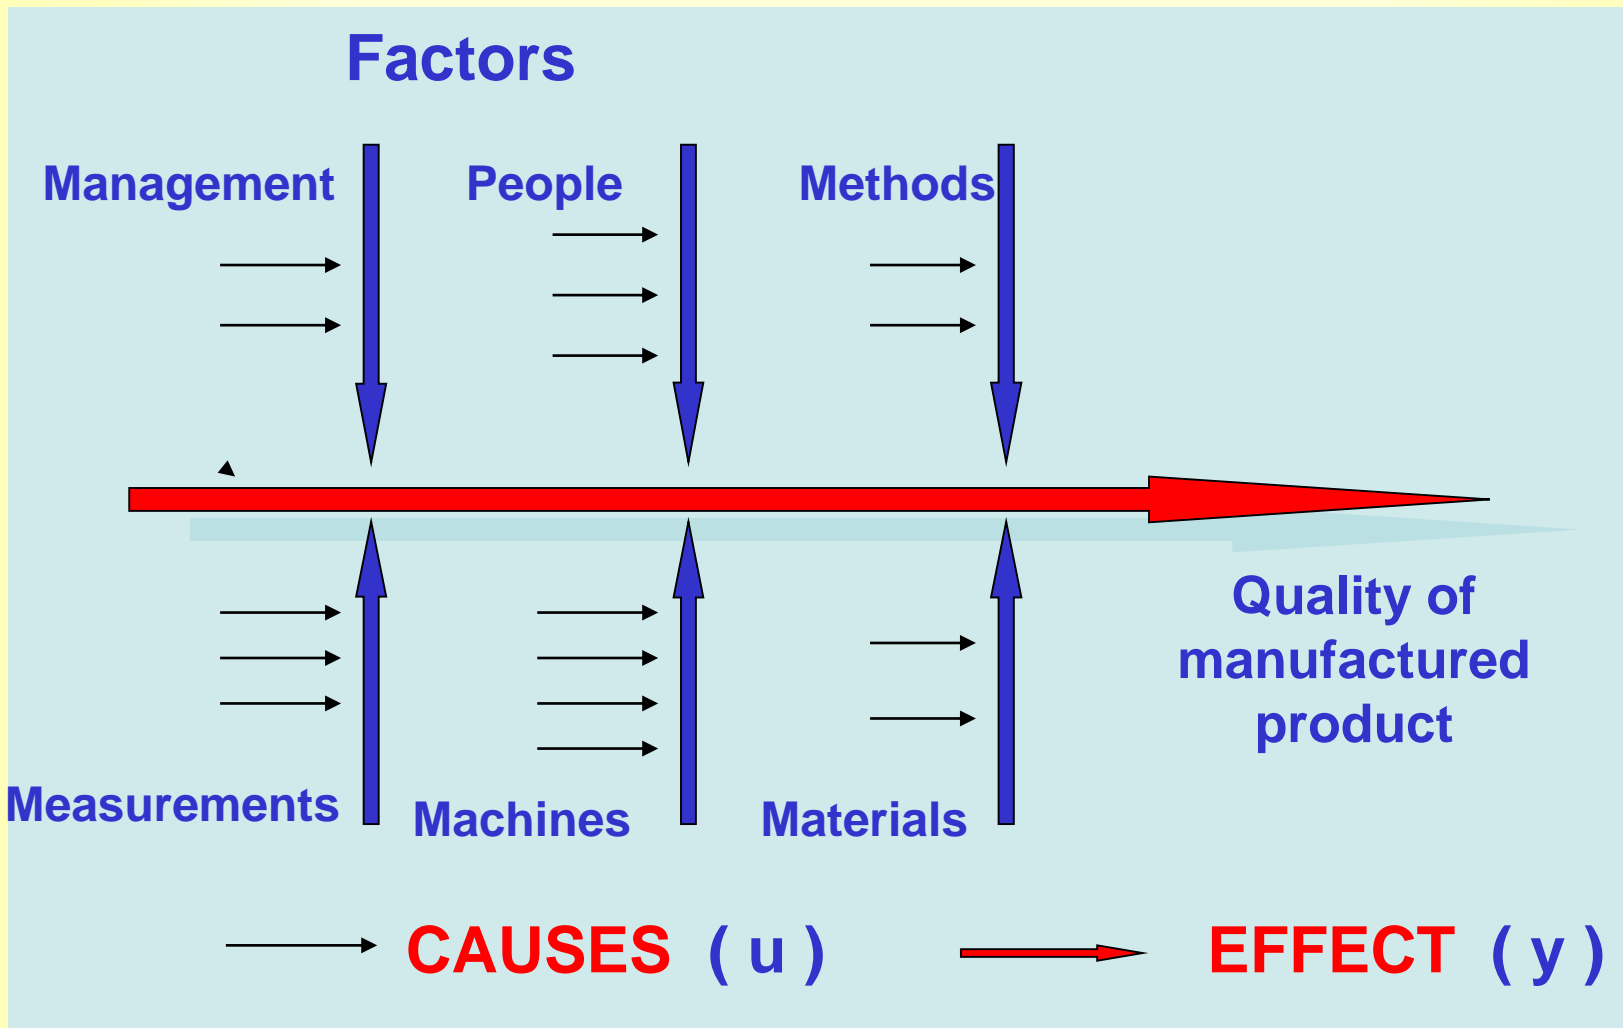 Factors
Management
People
Methods
Quality of
manufactured
product
Measurements
Machines
Materials
CAUSES ( u )
EFFECT ( y )